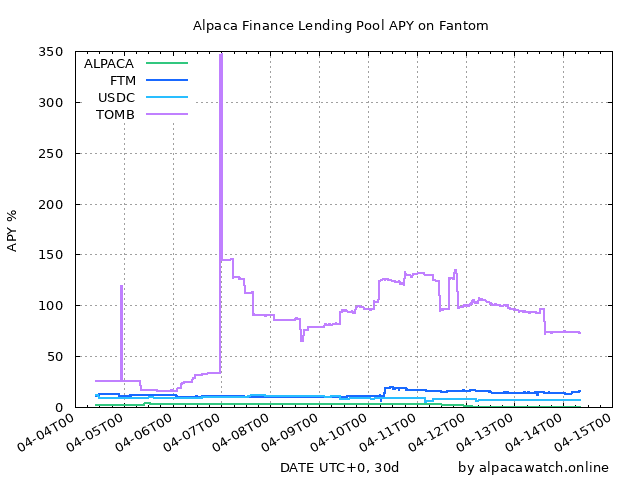 Alpaca Finance Lending Pool APY on Fantom
350
300
250
200
150
100
50
0
APY %
ALPACA
FTM
USDC
TOMB
04-04T00
04-05T00
04-06T00
04-07T00
04-08T00
04-09T00
04-10T00
04-11T00
04-12T00
04-13T00
04-14T00
04-15T00
DATE UTC+0, 30d
by alpacawatch.online